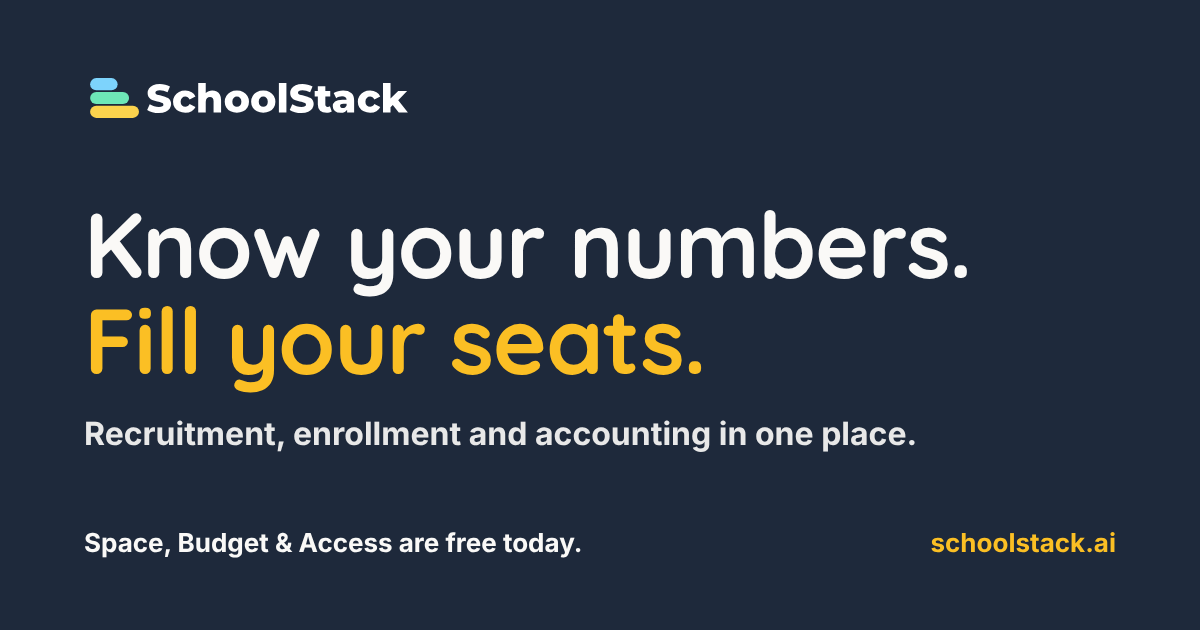 SchoolStack
Know your numbers.
Fill your seats.
Recruitment, enrollment and accounting in one place.
Space, Budget & Access are free today.
schoolstack.ai